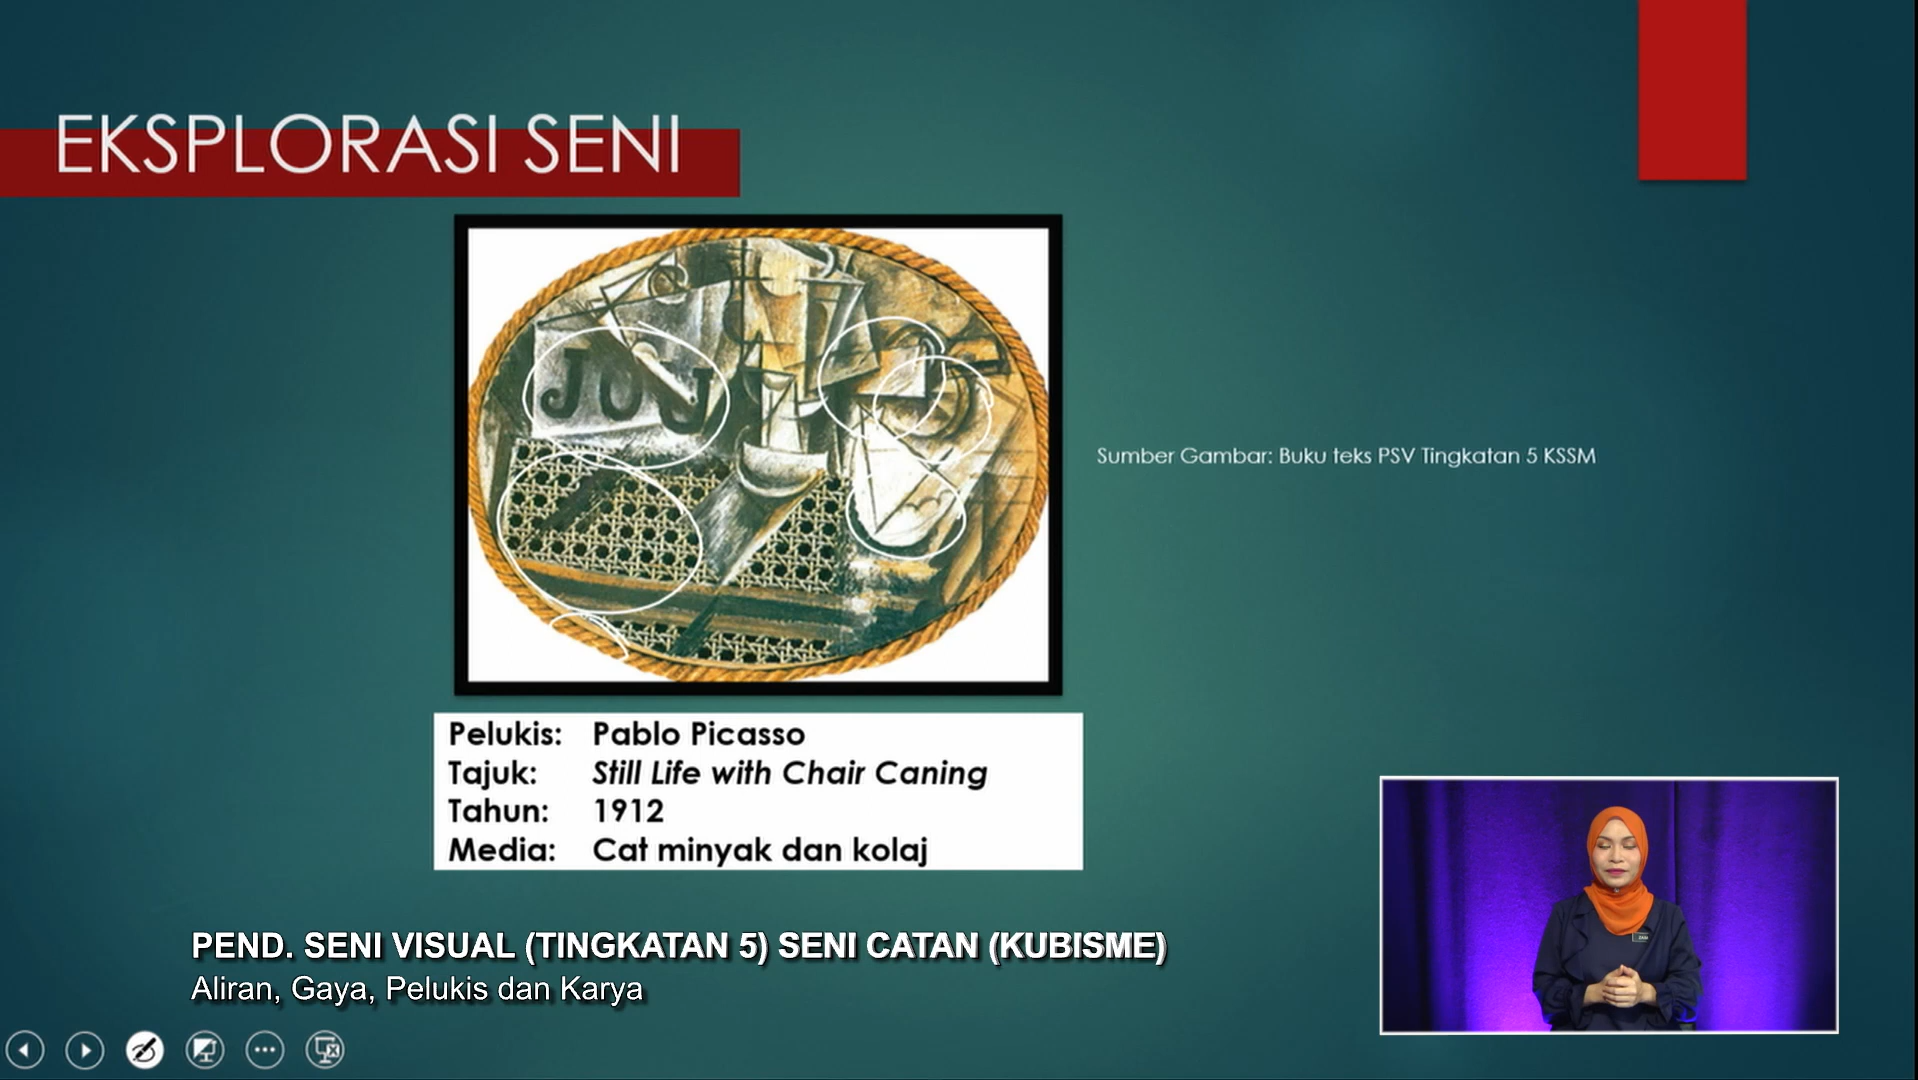 EKSPLORASI SENI
JOU
Sumber Gambar: Buku teks PSV Tingkatan 5 KSSM
Pelukis: Pablo Picasso
Tajuk: Still Life with Chair Caning
Tahun: 1912
Media: Cat minyak dan kolaj
PEND. SENI VISUAL (TINGKATAN 5) SENI CATAN (KUBISME)
Aliran, Gaya, Pelukis dan Karya